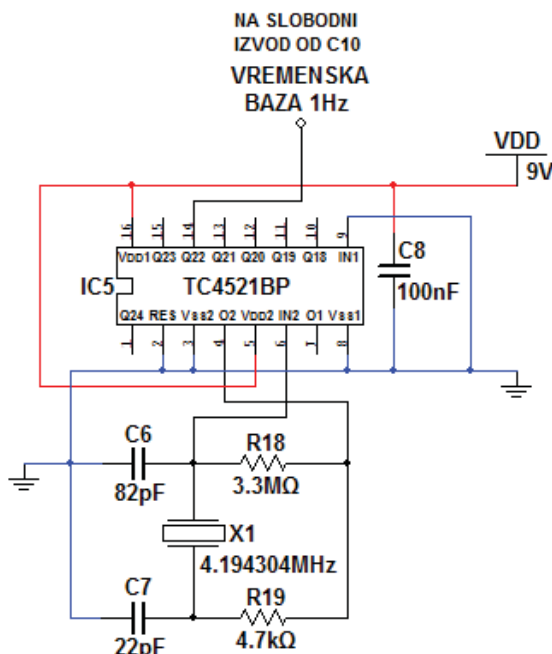 NA SLOBODNI
IZVOD OD C10
VREMENSKA
BAZA 1Hz
VDD
9V
16 15 14 13 12 11 10 9
VDD1 Q23 Q22 Q21 Q20 Q19 Q18 IN1
IC5 TC4521BP
C8
100nF
Q24 RES VSS2 O2 VDD2 IN2 O1 VSS1
1 2 3 4 5 6 7 8
C6
82pF
R18
3.3MΩ
X1
4.194304MHz
C7
22pF
R19
4.7kΩ